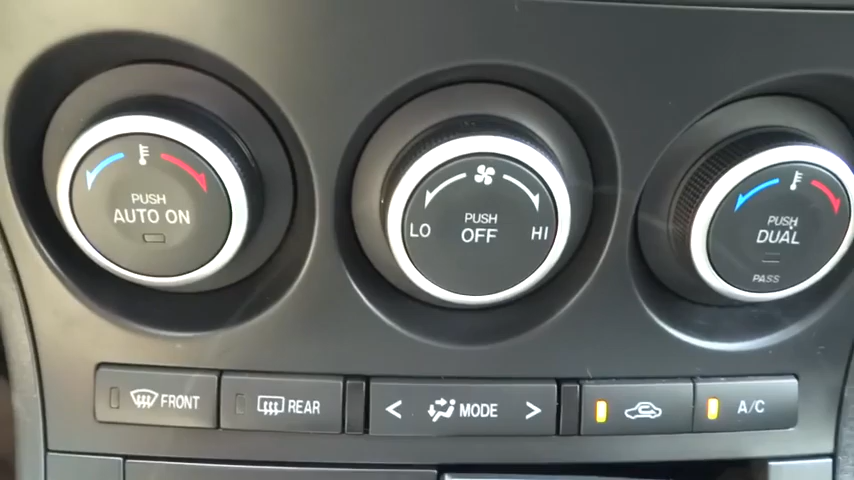 PUSH
AUTO ON
PUSH
OFF
LO
HI
PUSH
DUAL
PASS
FRONT
REAR
< MODE >
A/C